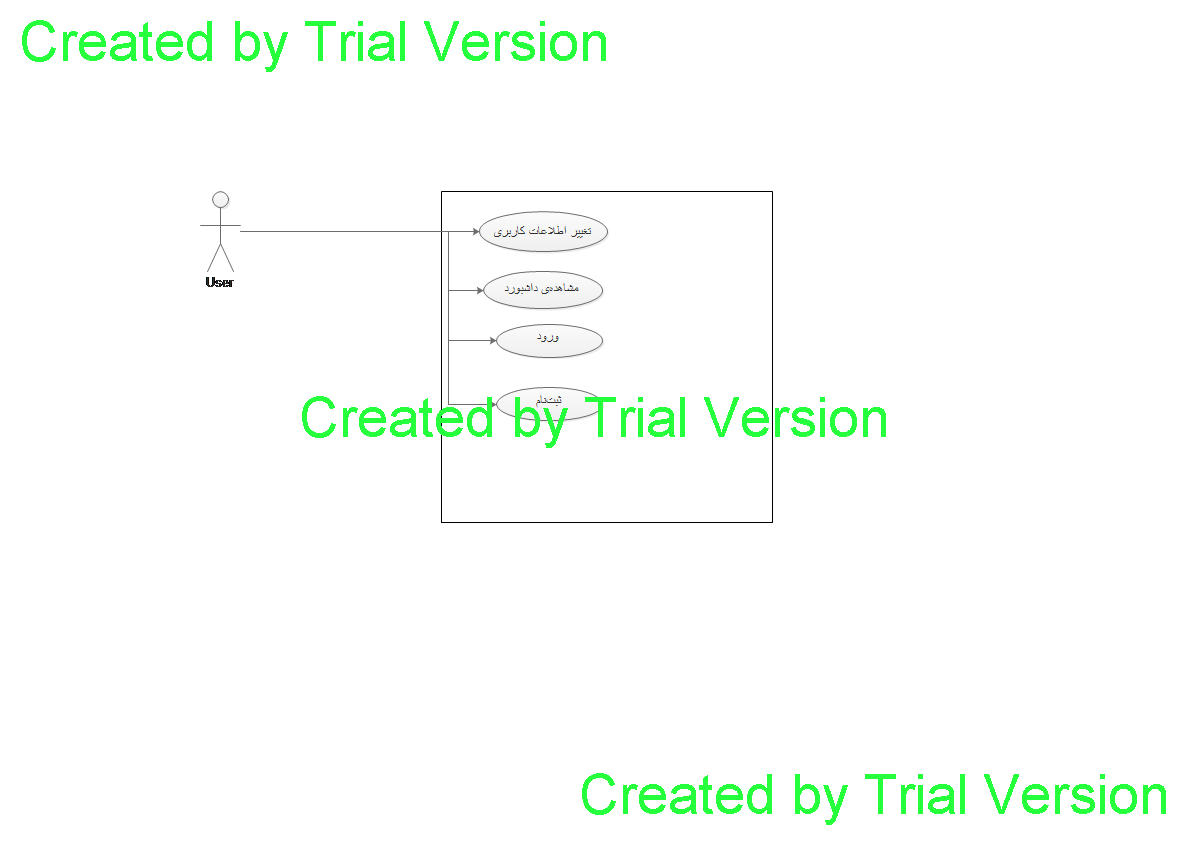 Created by Trial Version
تغییر اطلاعات کاربری
User
مشاهده‌ی داشبورد
ورود
ثبت‌نام
Created by Trial Version
Created by Trial Version